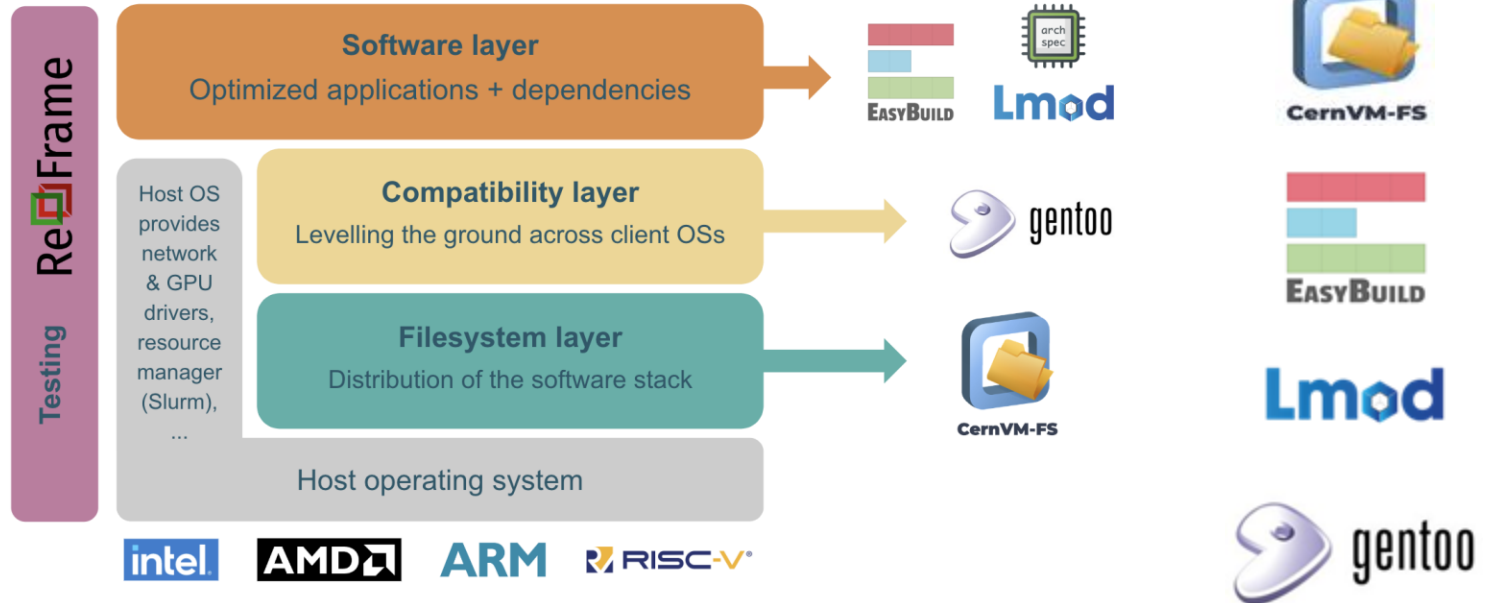 ReFrame
Testing
Software layer
Optimized applications + dependencies
EASYBUILD
arch
spec
Lmod
Host OS
provides
network
& GPU
drivers,
resource
manager
(Slurm),
...
Compatibility layer
Levelling the ground across client OSs
gentoo
Filesystem layer
Distribution of the software stack
CernVM-FS
Host operating system
intel.
AMD
ARM
RISC-V®
CernVM-FS
EASYBUILD
Lmod
gentoo